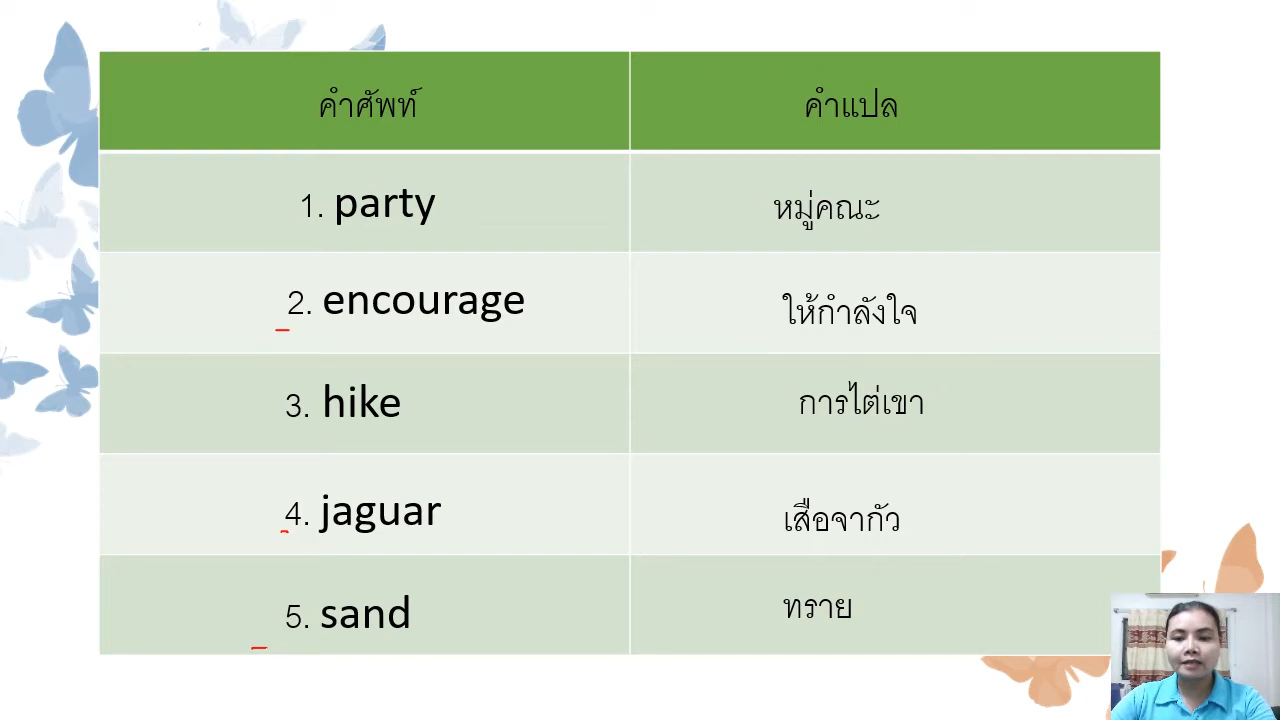 คำศัพท์ คำแปล
1. party หมู่คณะ
2. encourage ให้กำลังใจ
3. hike การไต่เขา
4. jaguar เสือจากัว
5. sand ทราย